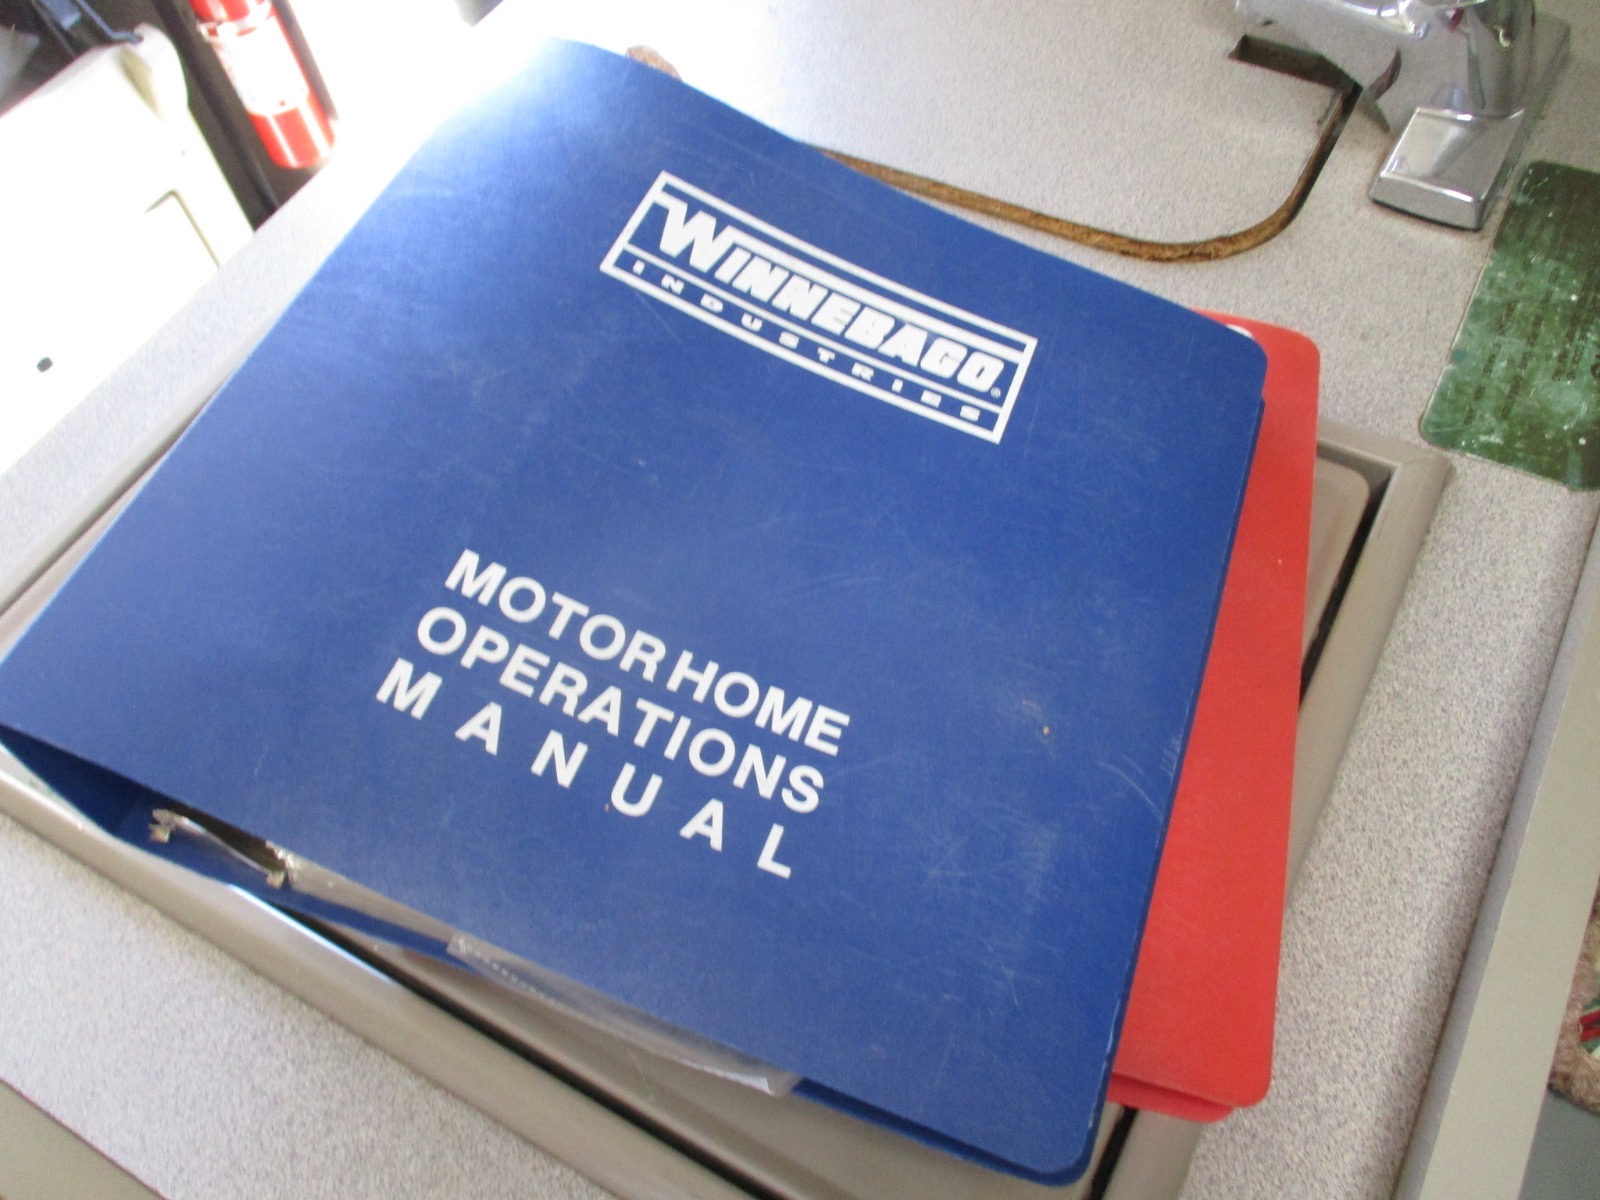 WINNEBAGO®
INDUSTRIES
MOTOR HOME
OPERATIONS
MANUAL